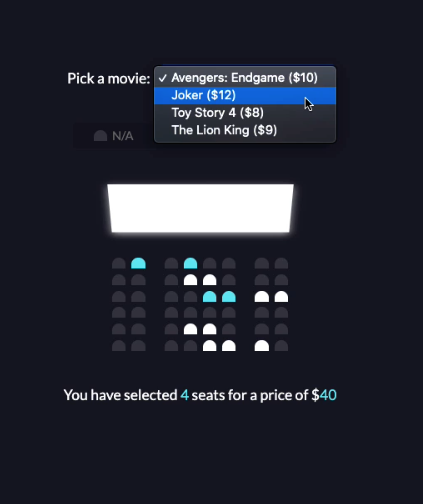 Pick a movie:
✓ Avengers: Endgame ($10)
Joker ($12)
Toy Story 4 ($8)
The Lion King ($9)
N/A
You have selected 4 seats for a price of $40